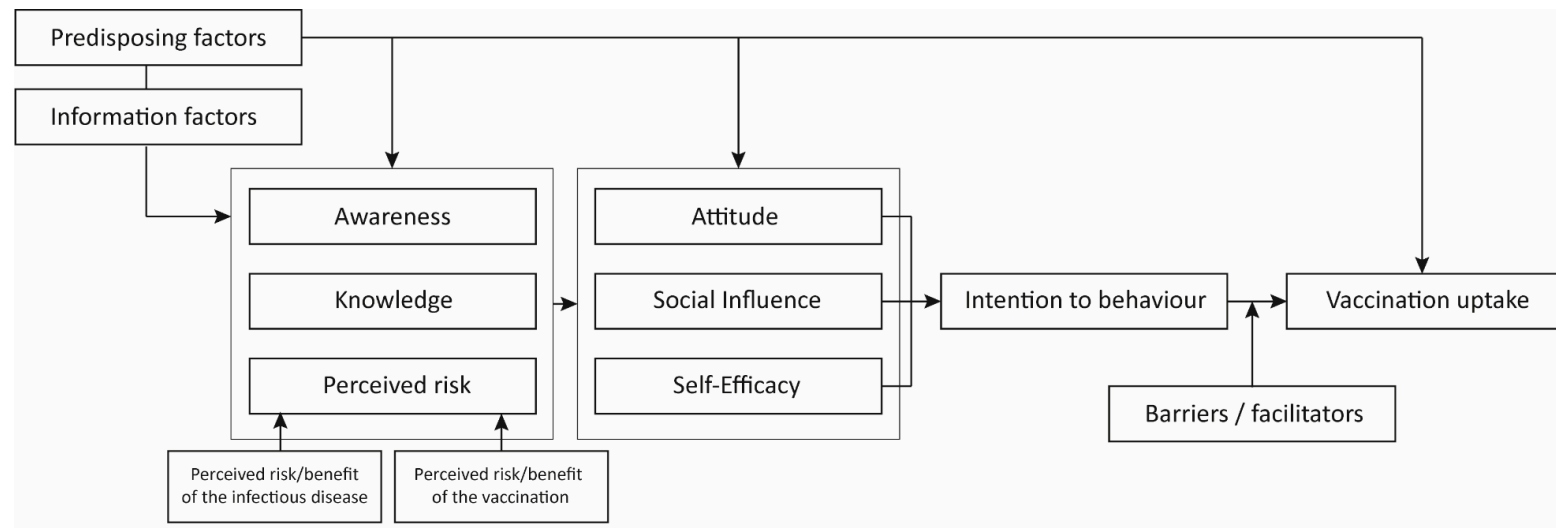 Predisposing factors
Information factors
Awareness
Knowledge
Perceived risk
Perceived risk/benefit
of the infectious disease
Perceived risk/benefit
of the vaccination
Attitude
Social Influence
Self-Efficacy
Intention to behaviour
Vaccination uptake
Barriers / facilitators